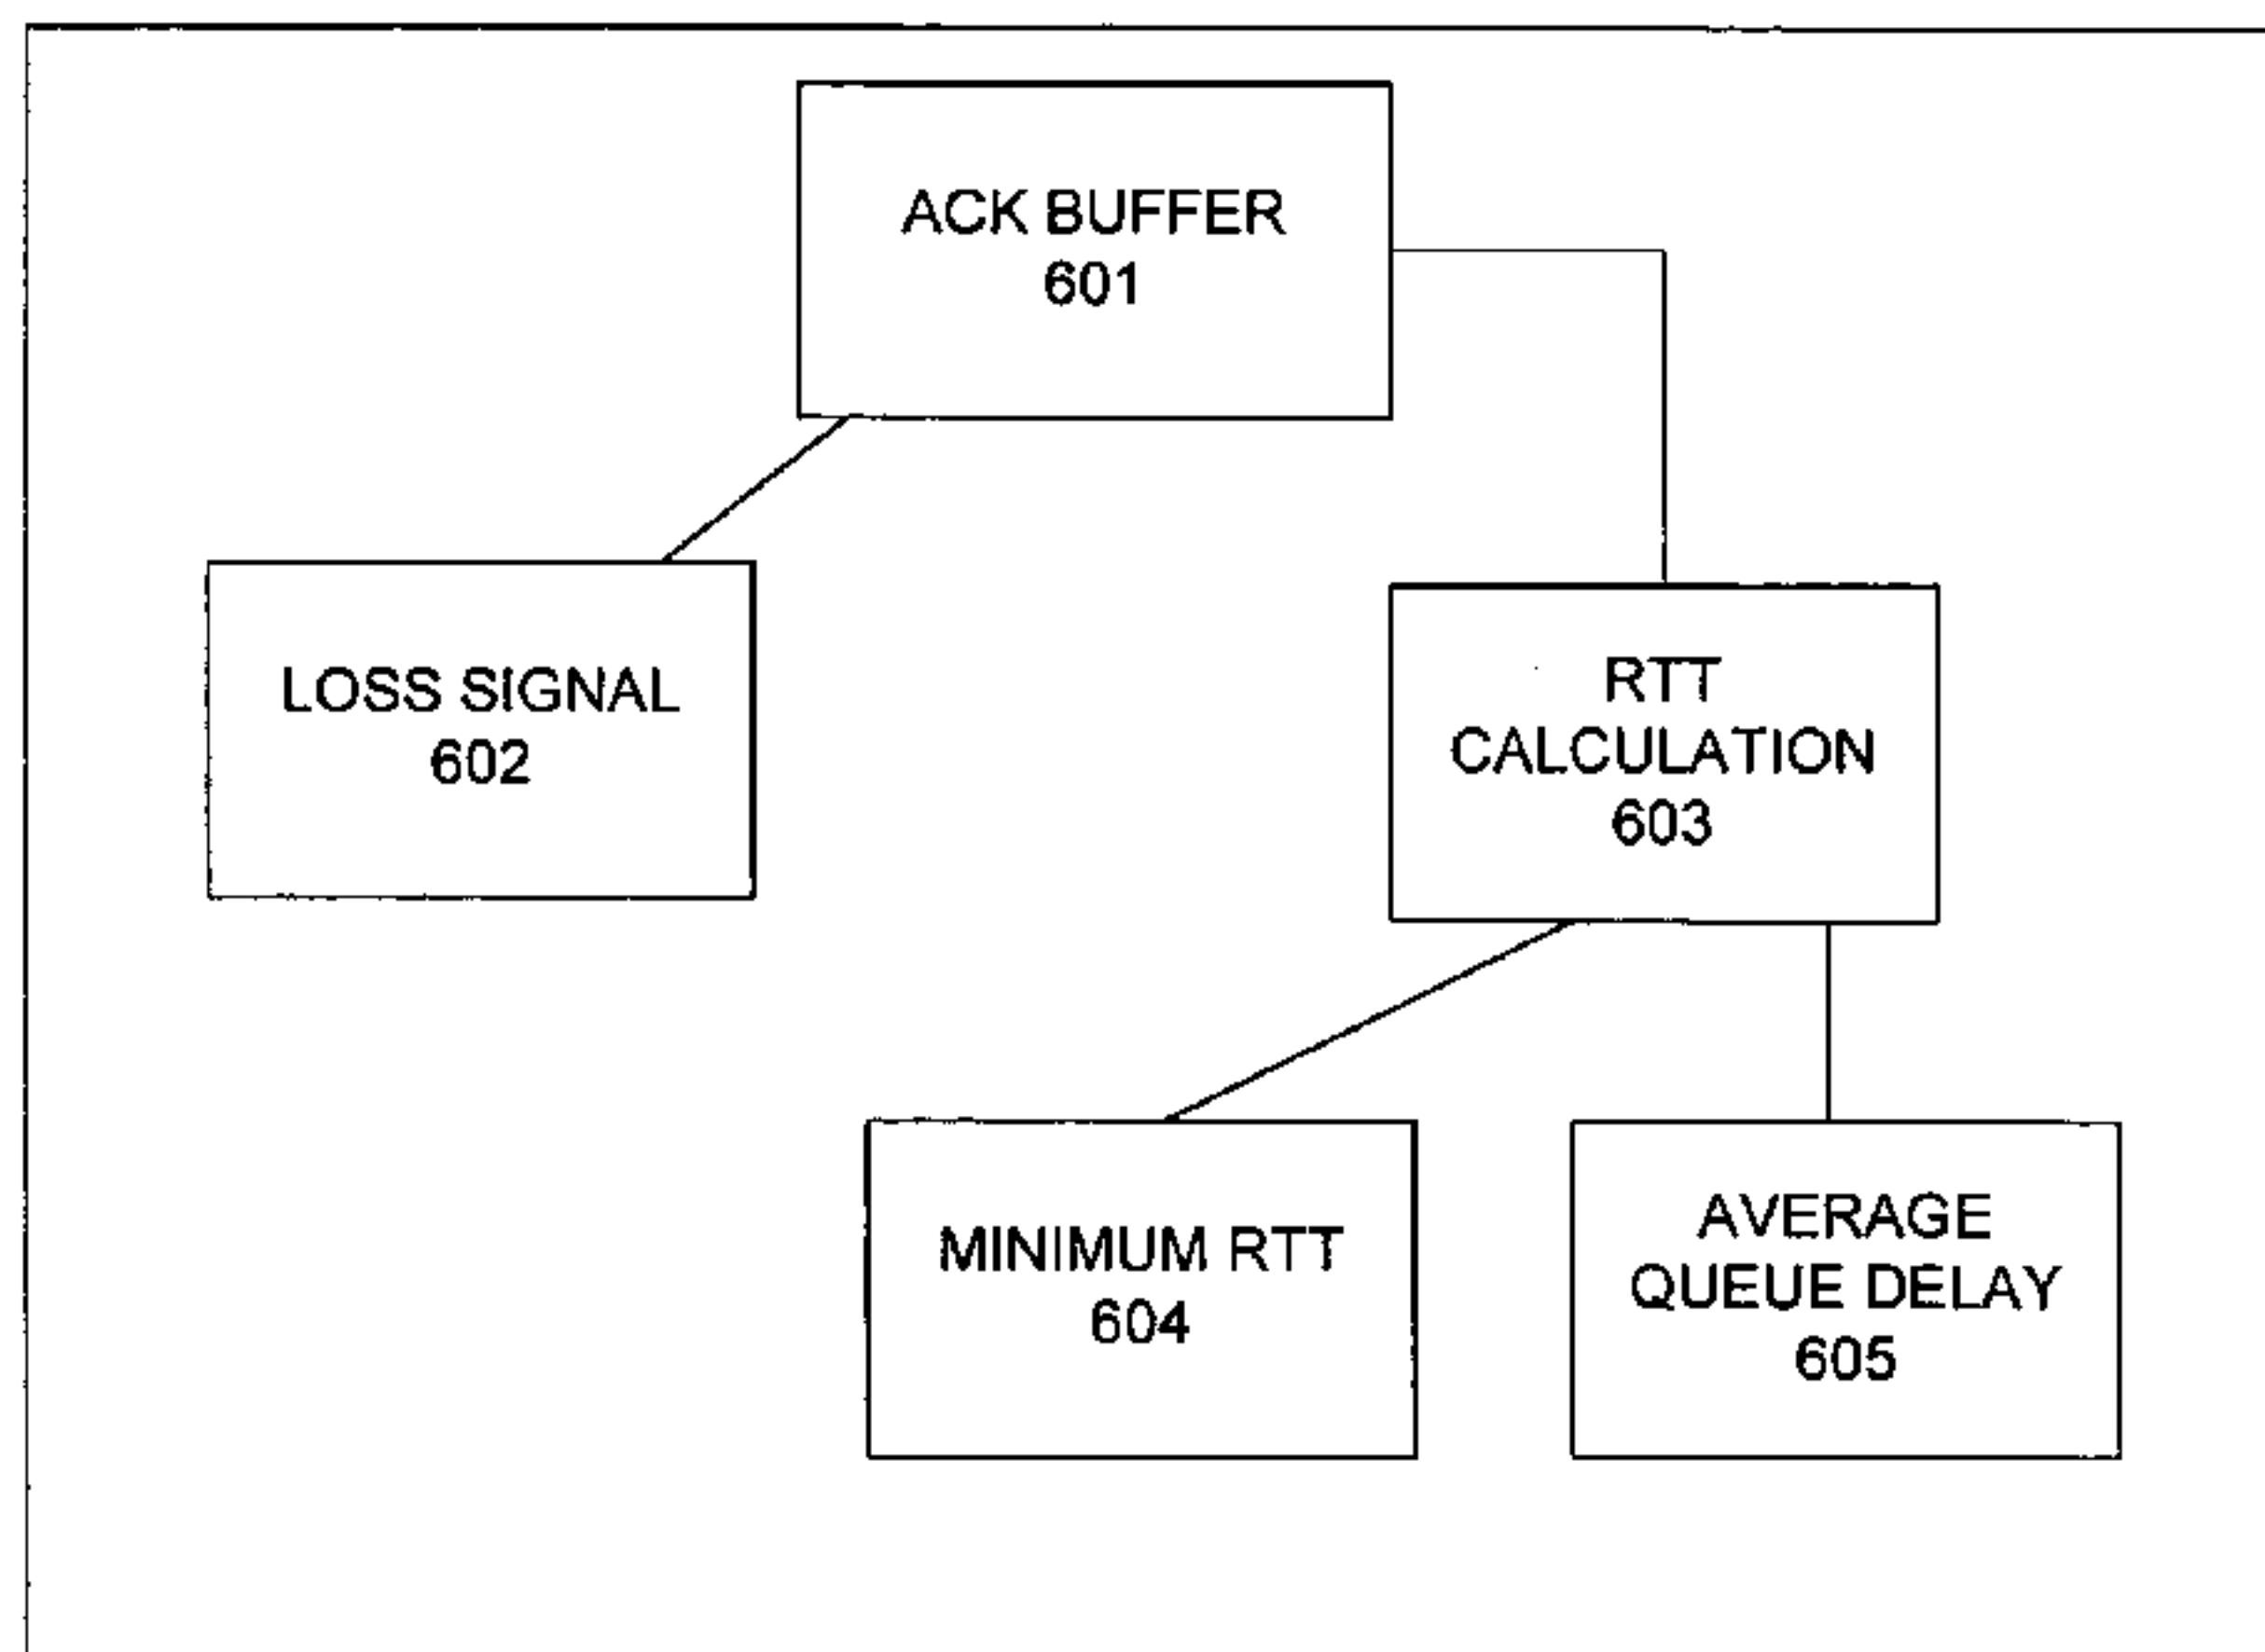 ACK BUFFER
601
LOSS SIGNAL
602
RTT
CALCULATION
603
MINIMUM RTT
604
AVERAGE
QUEUE DELAY
605